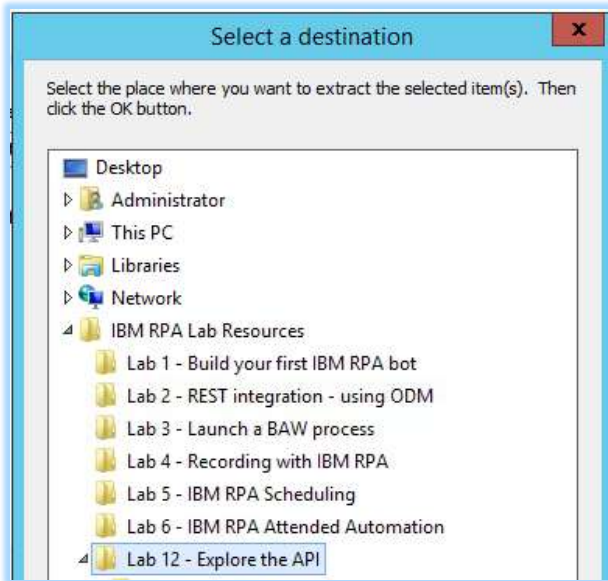 Select a destination
x
Select the place where you want to extract the selected item(s). Then
click the OK button.
Desktop
Administrator
This PC
Libraries
Network
IBM RPA Lab Resources
Lab 1 - Build your first IBM RPA bot
Lab 2 - REST integration - using ODM
Lab 3 - Launch a BAW process
Lab 4 - Recording with IBM RPA
Lab 5 - IBM RPA Scheduling
Lab 6 - IBM RPA Attended Automation
Lab 12 - Explore the API